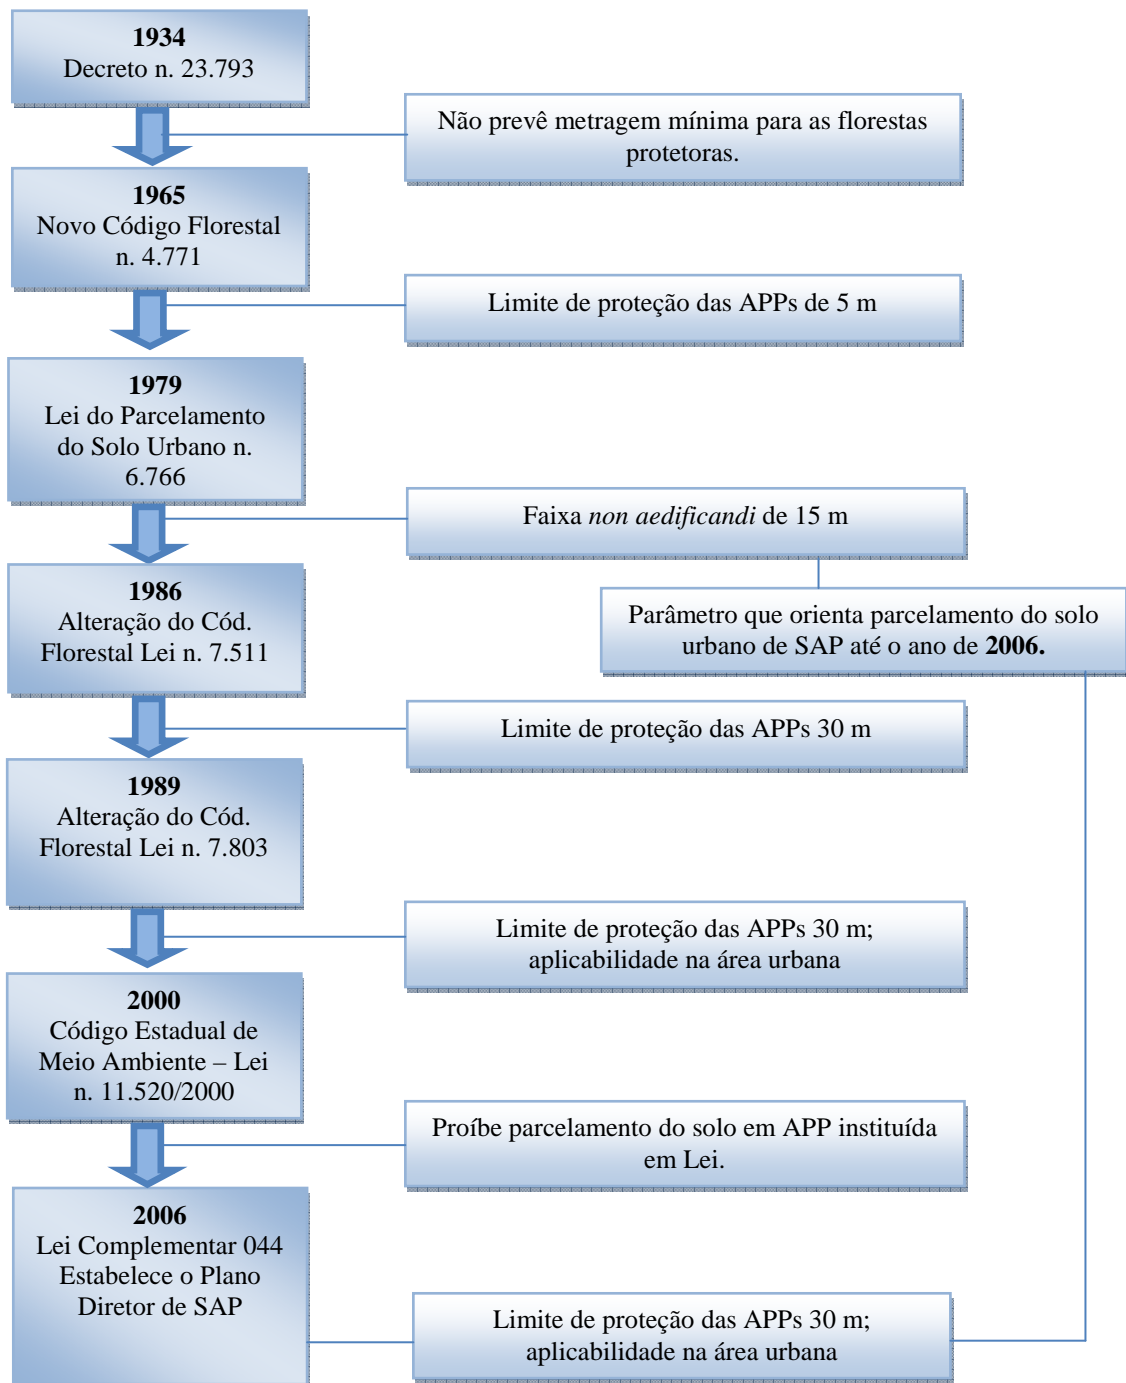 1934
Decreto n. 23.793
Não prevê metragem mínima para as florestas
protetoras.
1965
Novo Código Florestal
n. 4.771
Limite de proteção das APPs de 5 m
1979
Lei do Parcelamento
do Solo Urbano n.
6.766
Faixa non aedificandi de 15 m
1986
Alteração do Cód.
Florestal Lei n. 7.511
Parâmetro que orienta parcelamento do solo
urbano de SAP até o ano de 2006.
Limite de proteção das APPs 30 m
1989
Alteração do Cód.
Florestal Lei n. 7.803
Limite de proteção das APPs 30 m;
aplicabilidade na área urbana
2000
Código Estadual de
Meio Ambiente – Lei
n. 11.520/2000
Proíbe parcelamento do solo em APP instituída
em Lei.
2006
Lei Complementar 044
Estabelece o Plano
Diretor de SAP
Limite de proteção das APPs 30 m;
aplicabilidade na área urbana